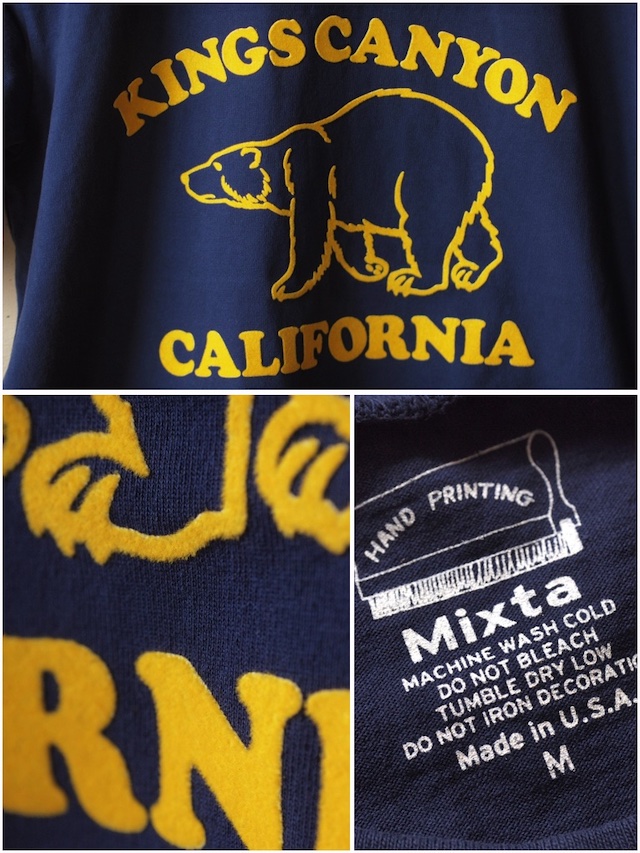 KINGS CANYON
CALIFORNIA
RN
HAND PRINTING
Mixta
MACHINE WASH COLD
DO NOT BLEACH
TUMBLE DRY LOW
DO NOT IRON DECORATIO
Made in U.S.A.
M